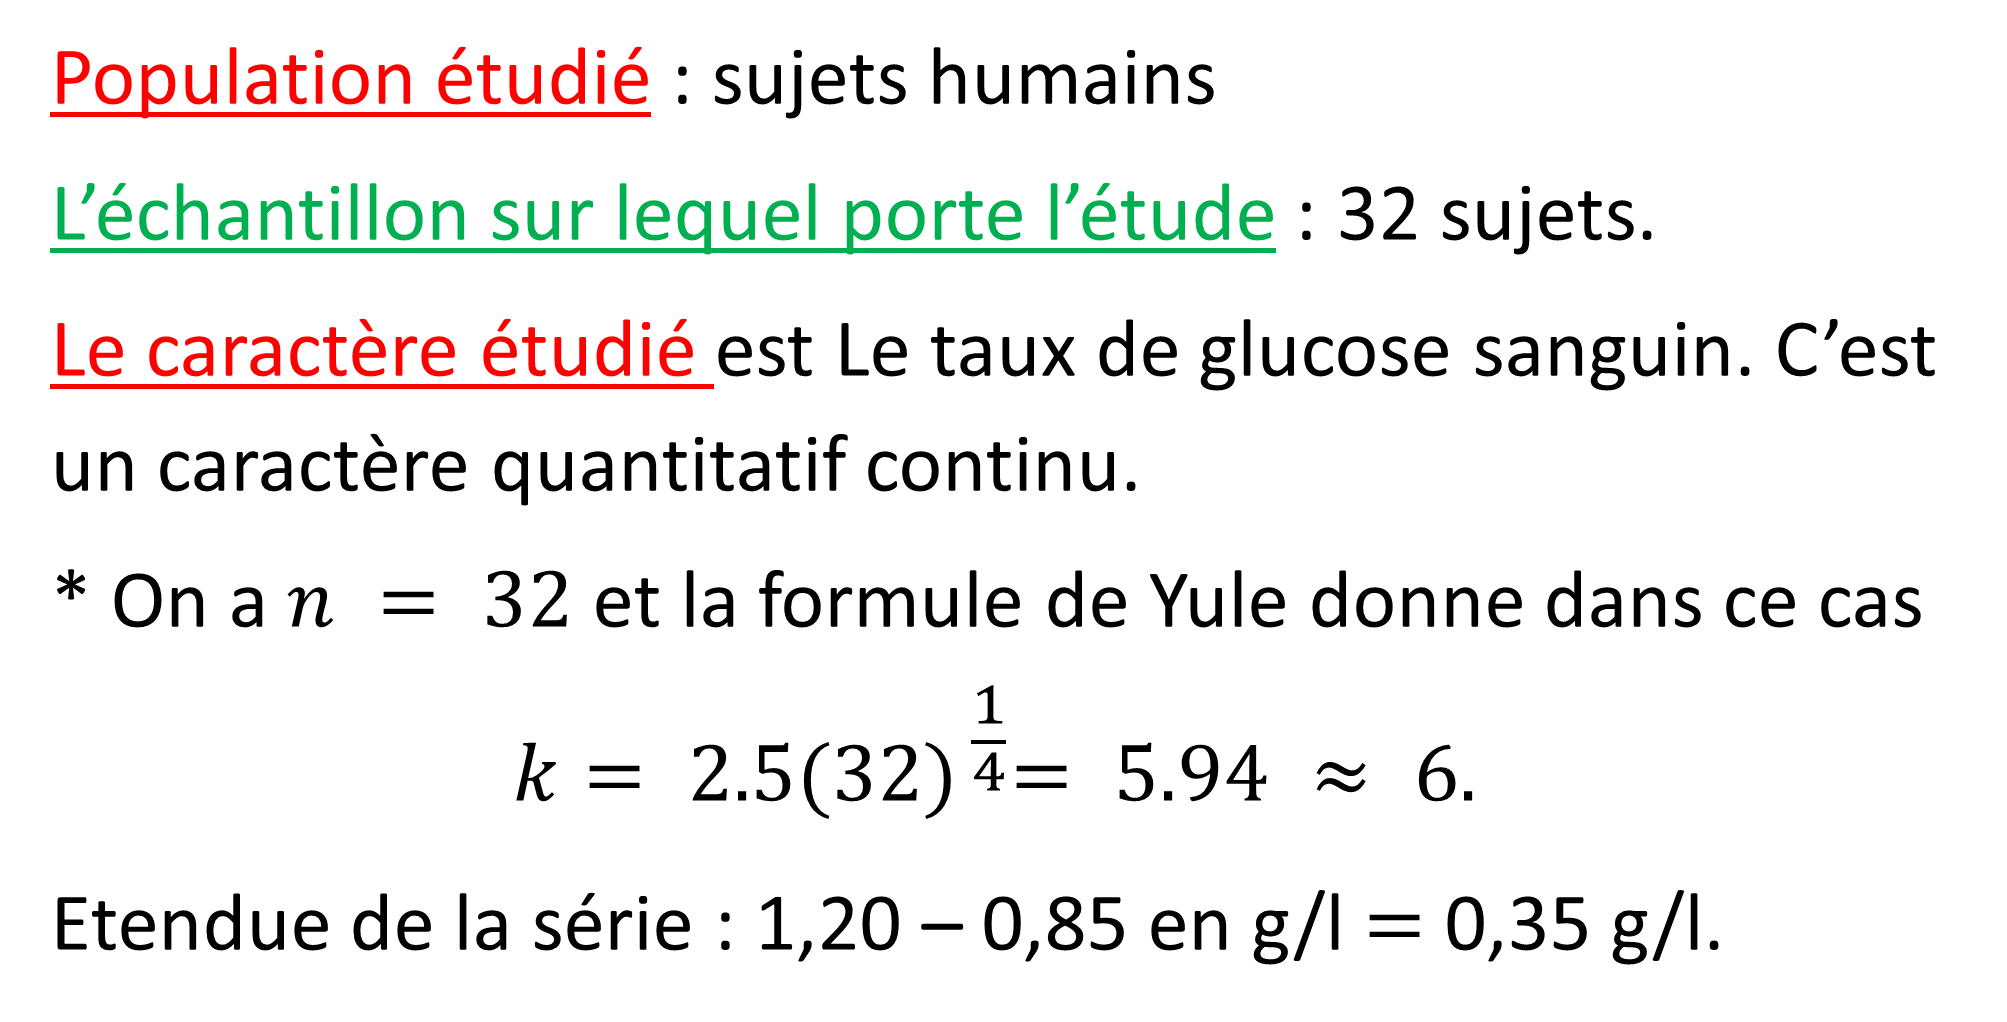 Population étudié : sujets humains
L’échantillon sur lequel porte l’étude : 32 sujets.
Le caractère étudié est Le taux de glucose sanguin. C’est
un caractère quantitatif continu.
* On a n = 32 et la formule de Yule donne dans ce cas
k = 2.5(32)^{1/4} = 5.94 ≈ 6.
Etendue de la série : 1,20 – 0,85 en g/l = 0,35 g/l.